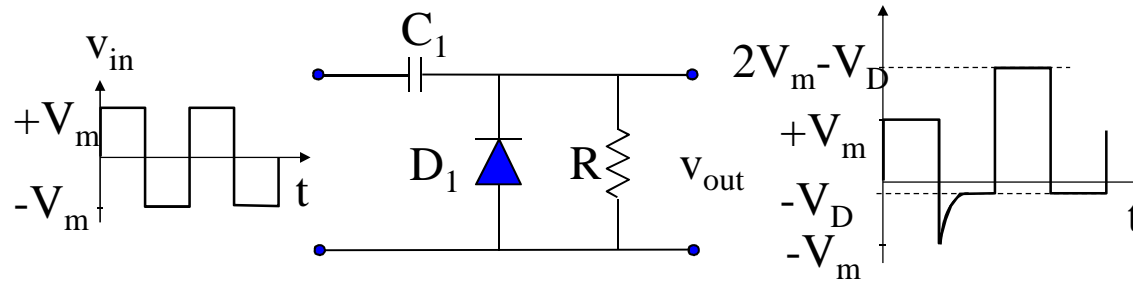 v_in
+V_m
-V_m
t
C_1
D_1
R
v_out
2V_m-V_D
+V_m
-V_D
-V_m
t